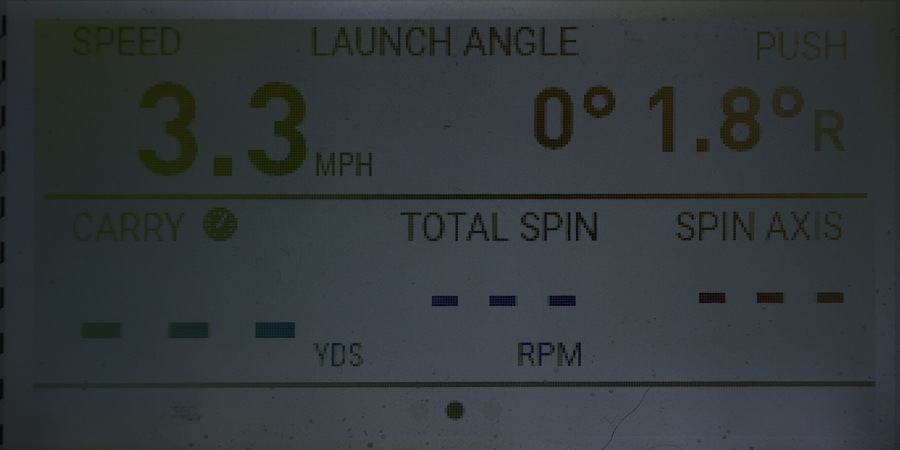 SPEED LAUNCH ANGLE PUSH
3.3 MPH 0° 1.8° R
CARRY TOTAL SPIN SPIN AXIS
--- YDS --- RPM ---